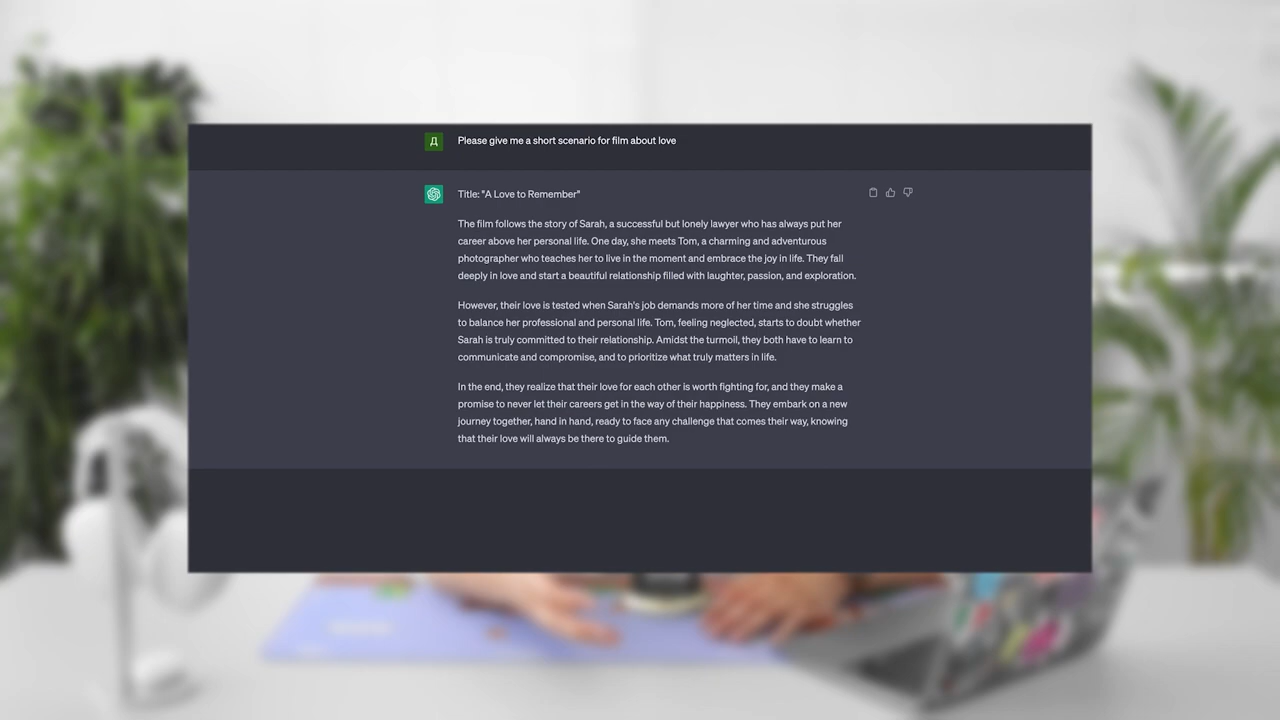 Д
Please give me a short scenario for film about love
Title: "A Love to Remember"
The film follows the story of Sarah, a successful but lonely lawyer who has always put her
career above her personal life. One day, she meets Tom, a charming and adventurous
photographer who teaches her to live in the moment and embrace the joy in life. They fall
deeply in love and start a beautiful relationship filled with laughter, passion, and exploration.
However, their love is tested when Sarah's job demands more of her time and she struggles
to balance her professional and personal life. Tom, feeling neglected, starts to doubt whether
Sarah is truly committed to their relationship. Amidst the turmoil, they both have to learn to
communicate and compromise, and to prioritize what truly matters in life.
In the end, they realize that their love for each other is worth fighting for, and they make a
promise to never let their careers get in the way of their happiness. They embark on a new
journey together, hand in hand, ready to face any challenge that comes their way, knowing
that their love will always be there to guide them.